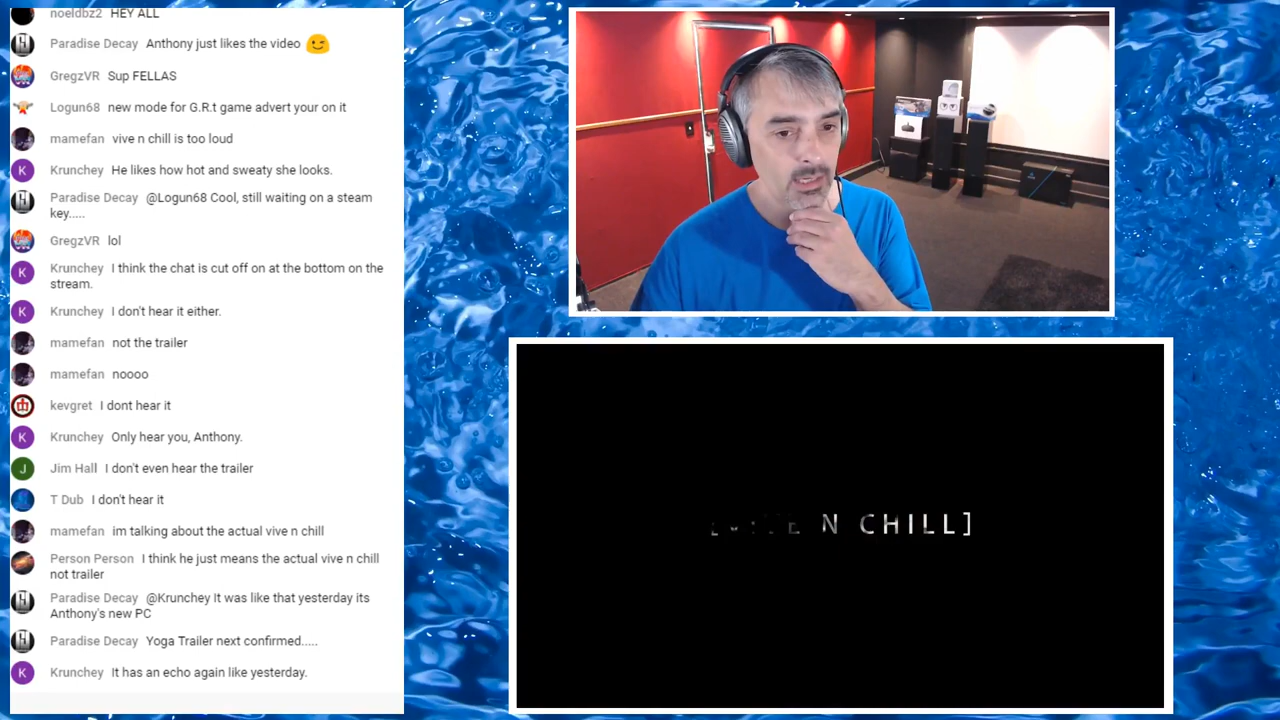 noeldbz2 HEY ALL
Paradise Decay Anthony just likes the video 😉
GregzVR Sup FELLAS
Logun68 new mode for G.R.t game advert your on it
mamefan vive n chill is too loud
K Krunchey He likes how hot and sweaty she looks.
Paradise Decay @Logun68 Cool, still waiting on a steam
key.....
GregzVR lol
K Krunchey I think the chat is cut off on at the bottom on the
stream.
K Krunchey I don't hear it either.
mamefan not the trailer
mamefan noooo
kevgret I dont hear it
K Krunchey Only hear you, Anthony.
J Jim Hall I don't even hear the trailer
T Dub I don't hear it
mamefan im talking about the actual vive n chill
Person Person I think he just means the actual vive n chill
not trailer
Paradise Decay @Krunchey It was like that yesterday its
Anthony's new PC
Paradise Decay Yoga Trailer next confirmed.....
K Krunchey It has an echo again like yesterday.
N CHILL]